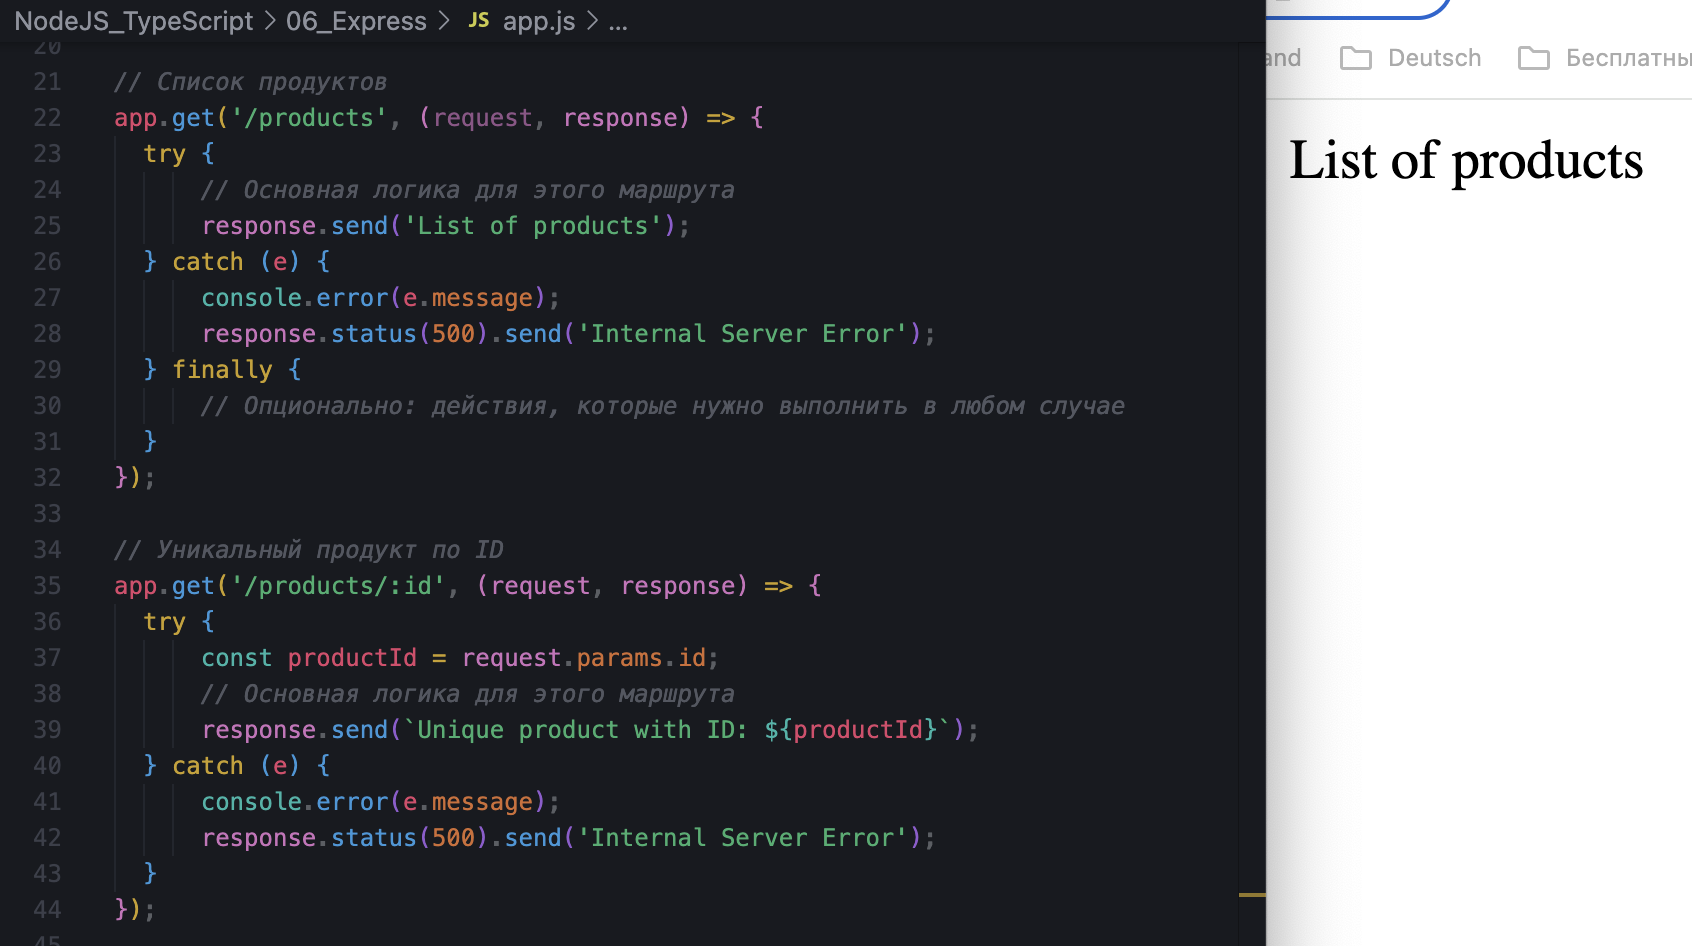 NodeJS_TypeScript > 06_Express > JS app.js > ...
20
21 // Список продуктов
22 app.get('/products', (request, response) => {
23 try {
24 // Основная логика для этого маршрута
25 response.send('List of products');
26 } catch (e) {
27 console.error(e.message);
28 response.status(500).send('Internal Server Error');
29 } finally {
30 // Опционально: действия, которые нужно выполнить в любом случае
31 }
32 });
33
34 // Уникальный продукт по ID
35 app.get('/products/:id', (request, response) => {
36 try {
37 const productId = request.params.id;
38 // Основная логика для этого маршрута
39 response.send(`Unique product with ID: ${productId}`);
40 } catch (e) {
41 console.error(e.message);
42 response.status(500).send('Internal Server Error');
43 }
44 });
45
and Deutsch Бесплатны
List of products